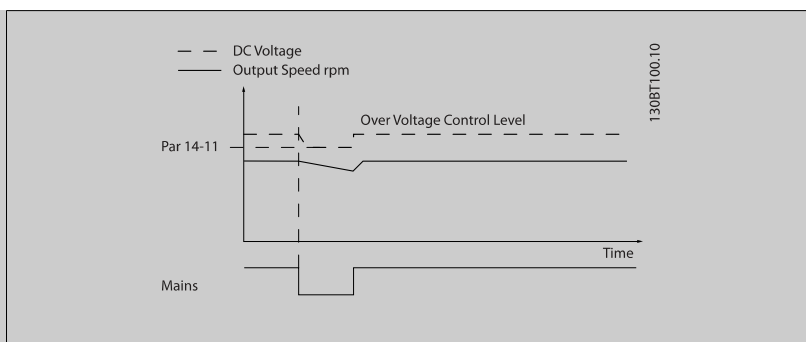 DC Voltage
Output Speed rpm
130BT100.10
Over Voltage Control Level
Par 14-11
Time
Mains